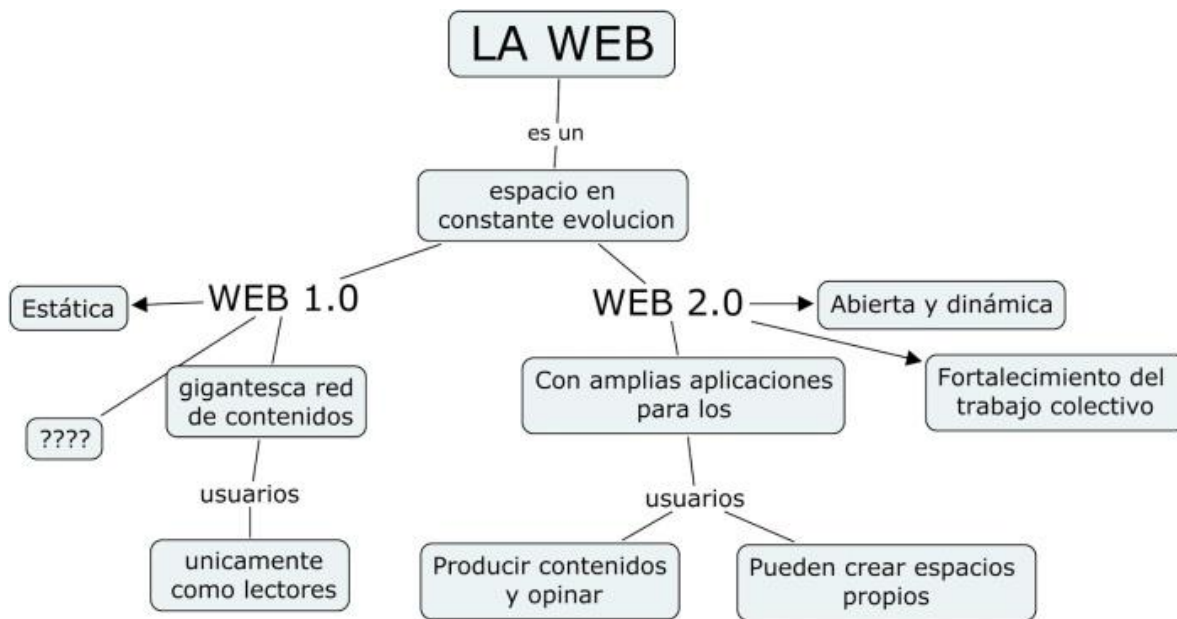 LA WEB
es un
espacio en
constante evolucion
WEB 1.0
Estática
????
gigantesca red
de contenidos
usuarios
unicamente
como lectores
WEB 2.0
Abierta y dinámica
Fortalecimiento del
trabajo colectivo
Con amplias aplicaciones
para los
usuarios
Producir contenidos
y opinar
Pueden crear espacios
propios